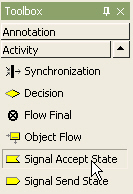 Toolbox
Annotation
Activity
Synchronization
Decision
Flow Final
Object Flow
Signal Accept State
Signal Send State